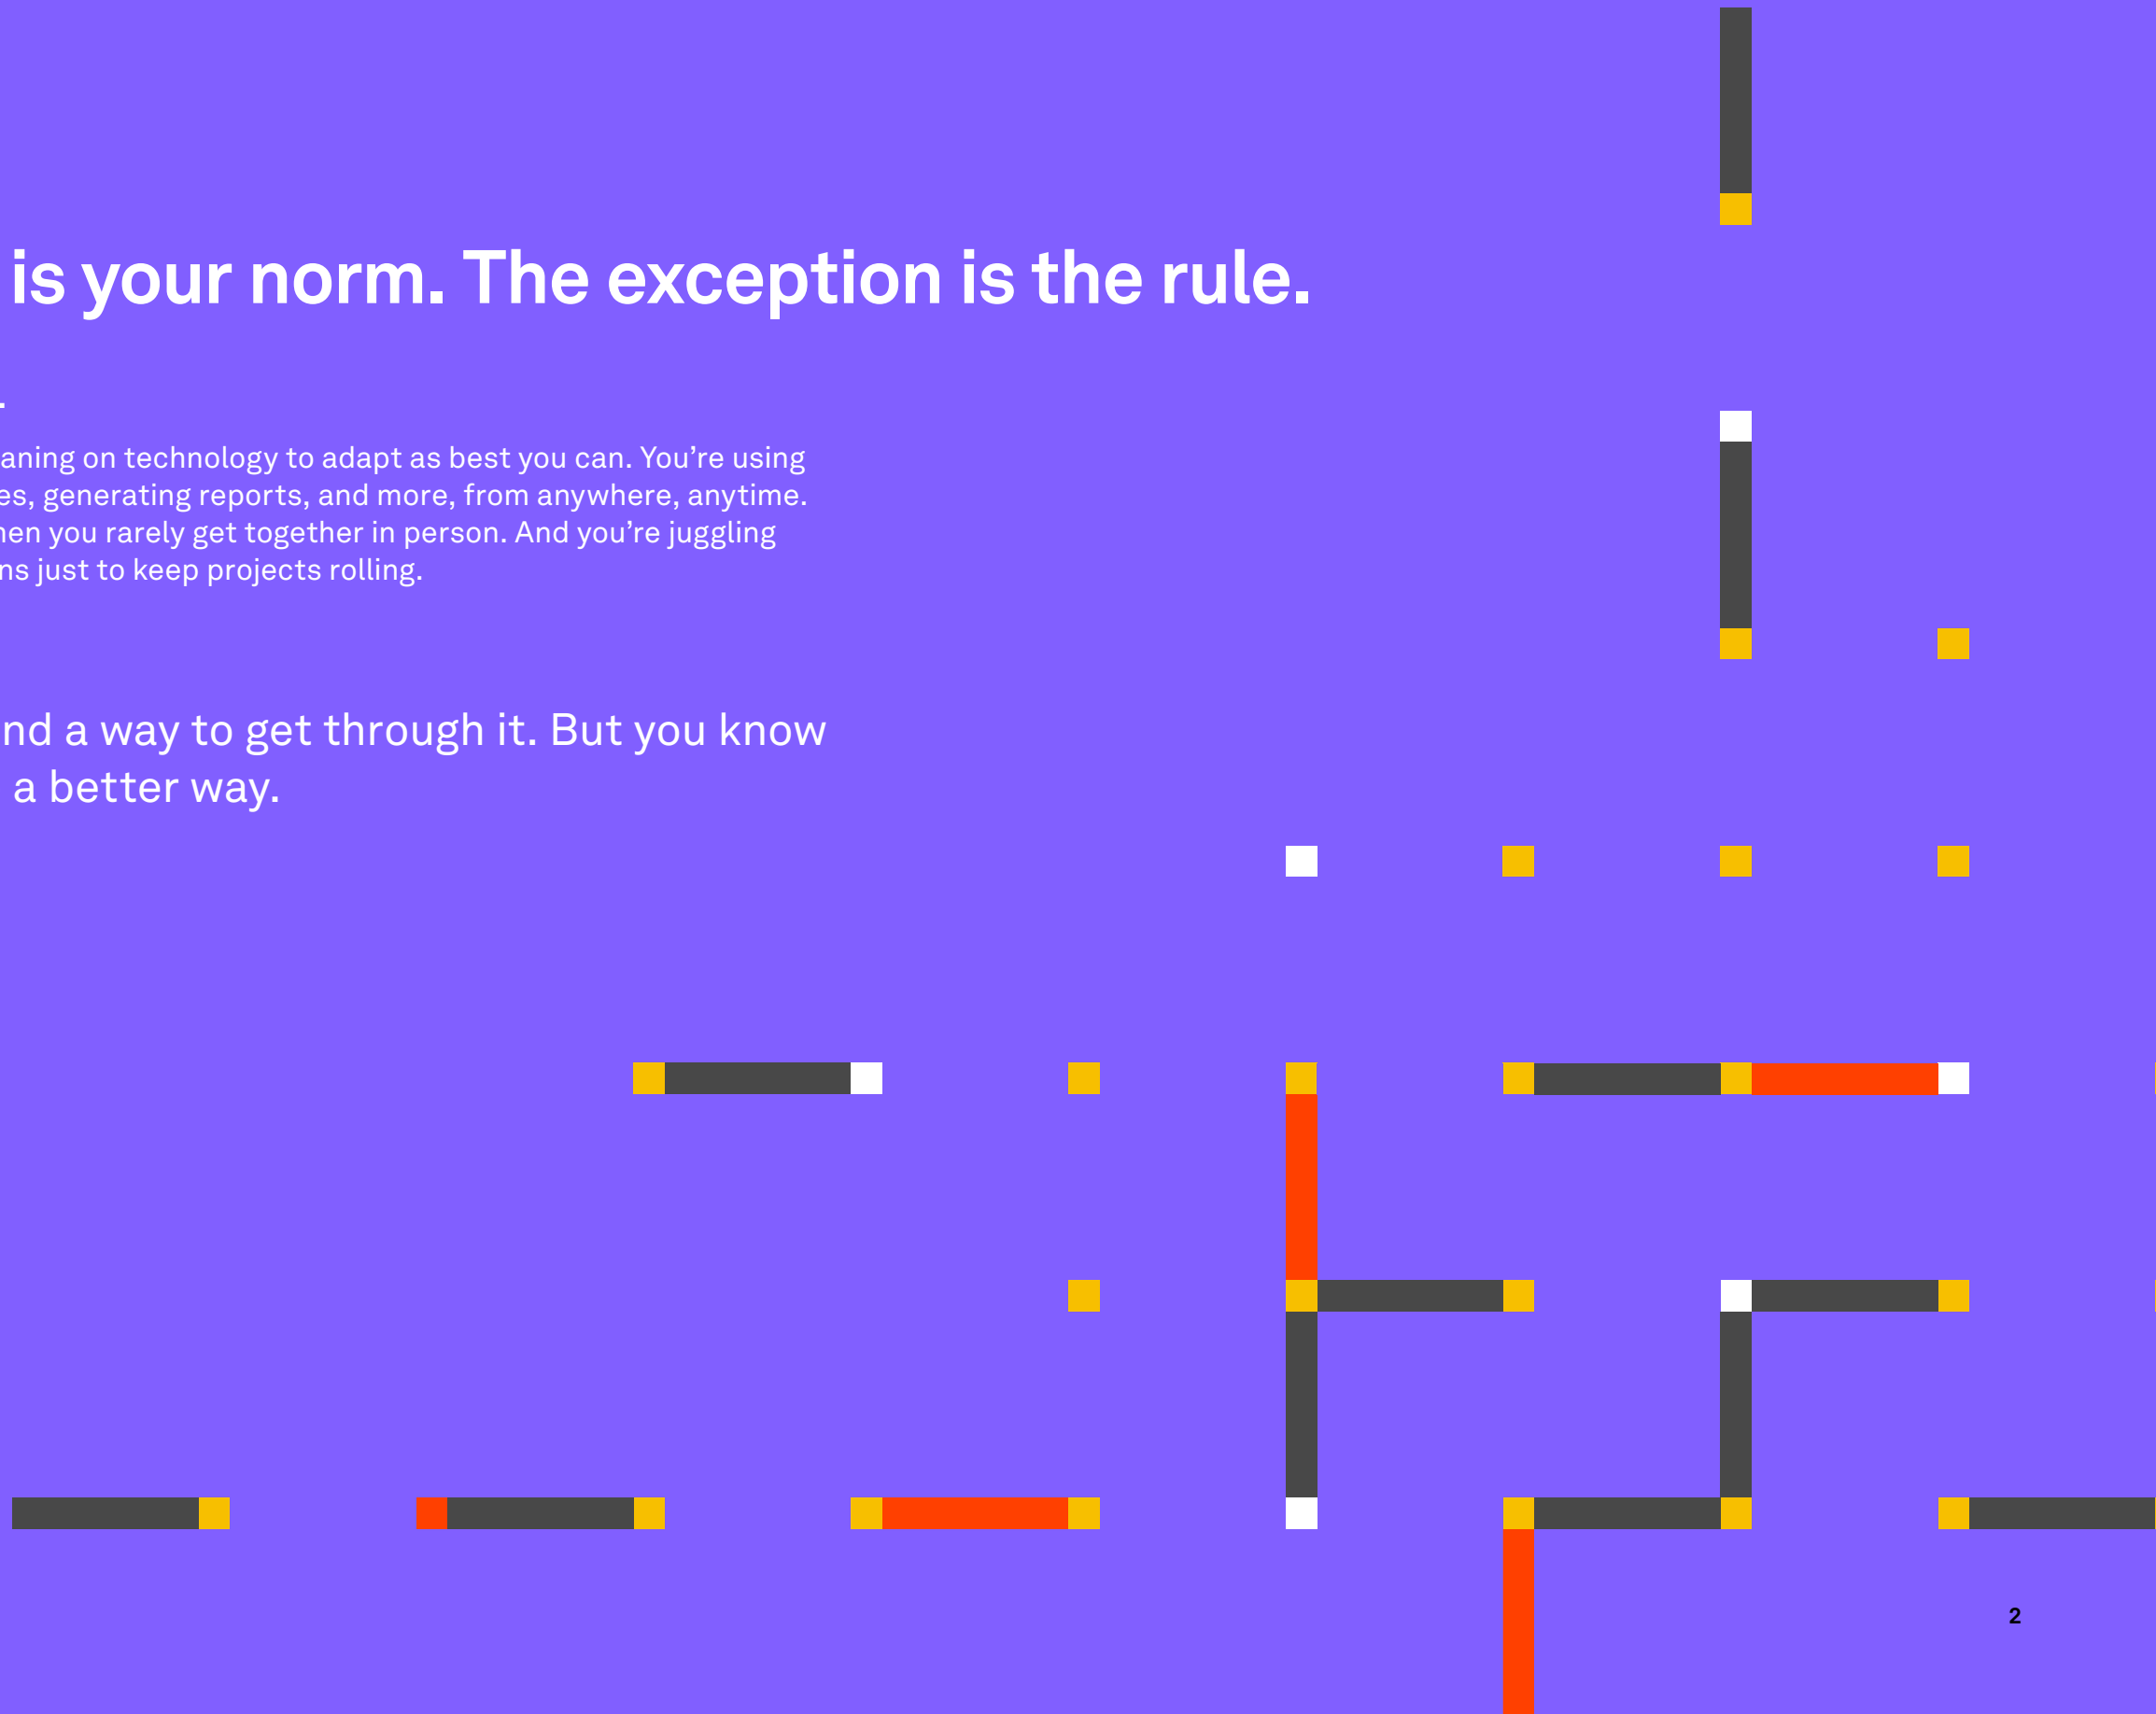 is your norm. The exception is the rule.
.
aning on technology to adapt as best you can. You’re using
es, generating reports, and more, from anywhere, anytime.
hen you rarely get together in person. And you’re juggling
ns just to keep projects rolling.
nd a way to get through it. But you know
a better way.
2